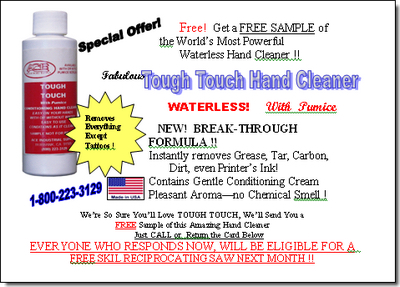 Special Offer!
Free! Get a FREE SAMPLE of
the World's Most Powerful
Waterless Hand Cleaner !!
Fabulous Tough Touch Hand Cleaner
WATERLESS! With Pumice
TOUGH
TOUCH
With Pumice
Removes
Everything
Except
Tattoos !
NEW! BREAK-THROUGH
FORMULA !!
Instantly removes Grease, Tar, Carbon,
Dirt, even Printer's Ink!
Contains Gentle Conditioning Cream
Pleasant Aroma—no Chemical Smell !
1-800-223-3129
Made in USA
We're So Sure You'll Love TOUGH TOUCH, We'll Send You a
FREE Sample of this Amazing Hand Cleaner
Just CALL or Return the Card Below
EVERYONE WHO RESPONDS NOW, WILL BE ELIGIBLE FOR A
FREE SKIL RECIPROCATING SAW NEXT MONTH !!